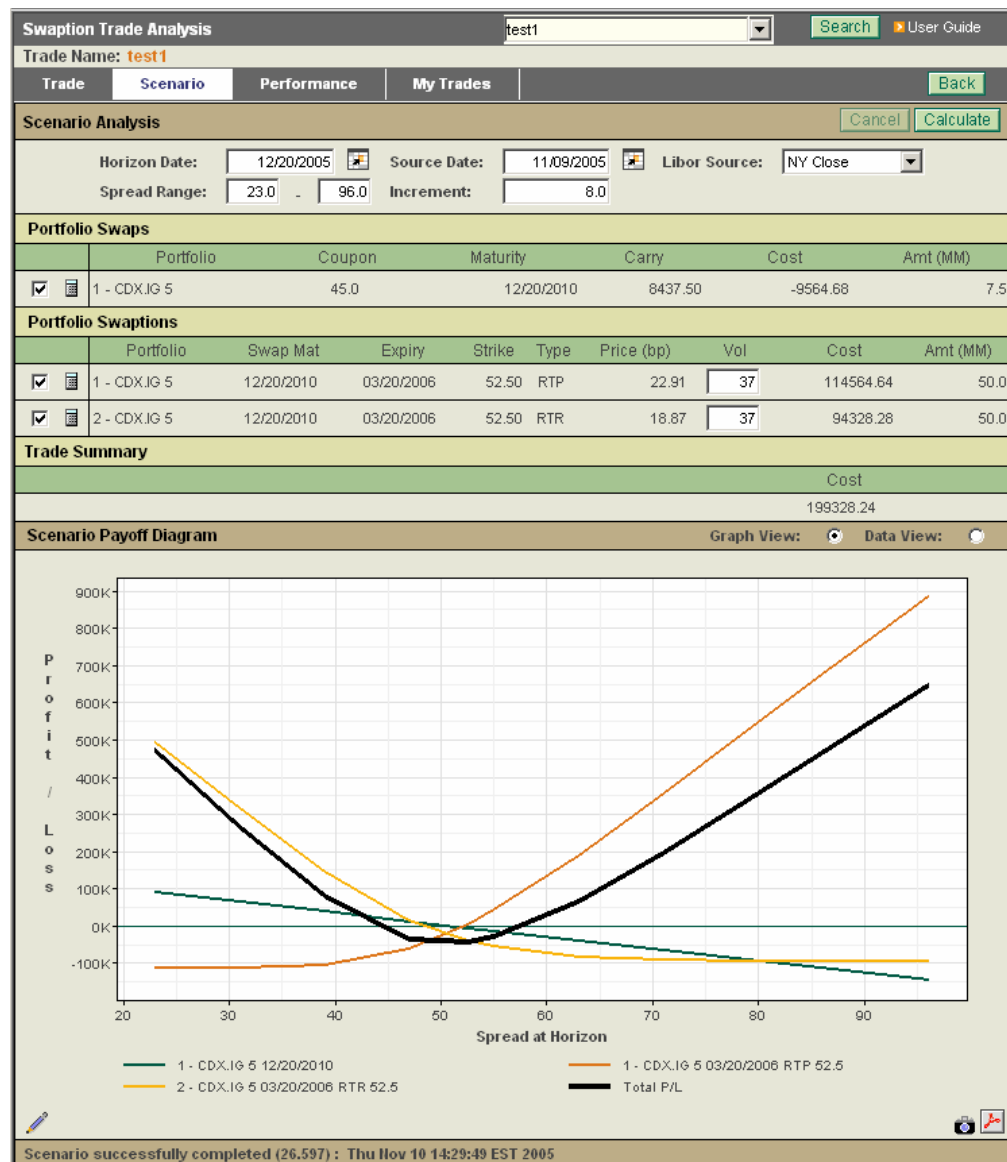 Swaption Trade Analysis test1 Search User Guide
Trade Name: test1
Trade Scenario Performance My Trades Back
Scenario Analysis Cancel Calculate
Horizon Date: 12/20/2005 Source Date: 11/09/2005 Libor Source: NY Close
Spread Range: 23.0 - 96.0 Increment: 8.0
Portfolio Swaps
Portfolio Coupon Maturity Carry Cost Amt (MM)
1 - CDX.IG 5 45.0 12/20/2010 8437.50 -9564.68 7.5
Portfolio Swaptions
Portfolio Swap Mat Expiry Strike Type Price (bp) Vol Cost Amt (MM)
1 - CDX.IG 5 12/20/2010 03/20/2006 52.50 RTP 22.91 37 114564.64 50.0
2 - CDX.IG 5 12/20/2010 03/20/2006 52.50 RTR 18.87 37 94328.28 50.0
Trade Summary
Cost
199328.24
Scenario Payoff Diagram Graph View: Data View:
Profit / Loss
900K
800K
700K
600K
500K
400K
300K
200K
100K
0K
-100K
20 30 40 50 60 70 80 90
Spread at Horizon
1 - CDX.IG 5 12/20/2010 1 - CDX.IG 5 03/20/2006 RTP 52.5
2 - CDX.IG 5 03/20/2006 RTR 52.5 Total P/L
Scenario successfully completed (26.597) : Thu Nov 10 14:29:49 EST 2005